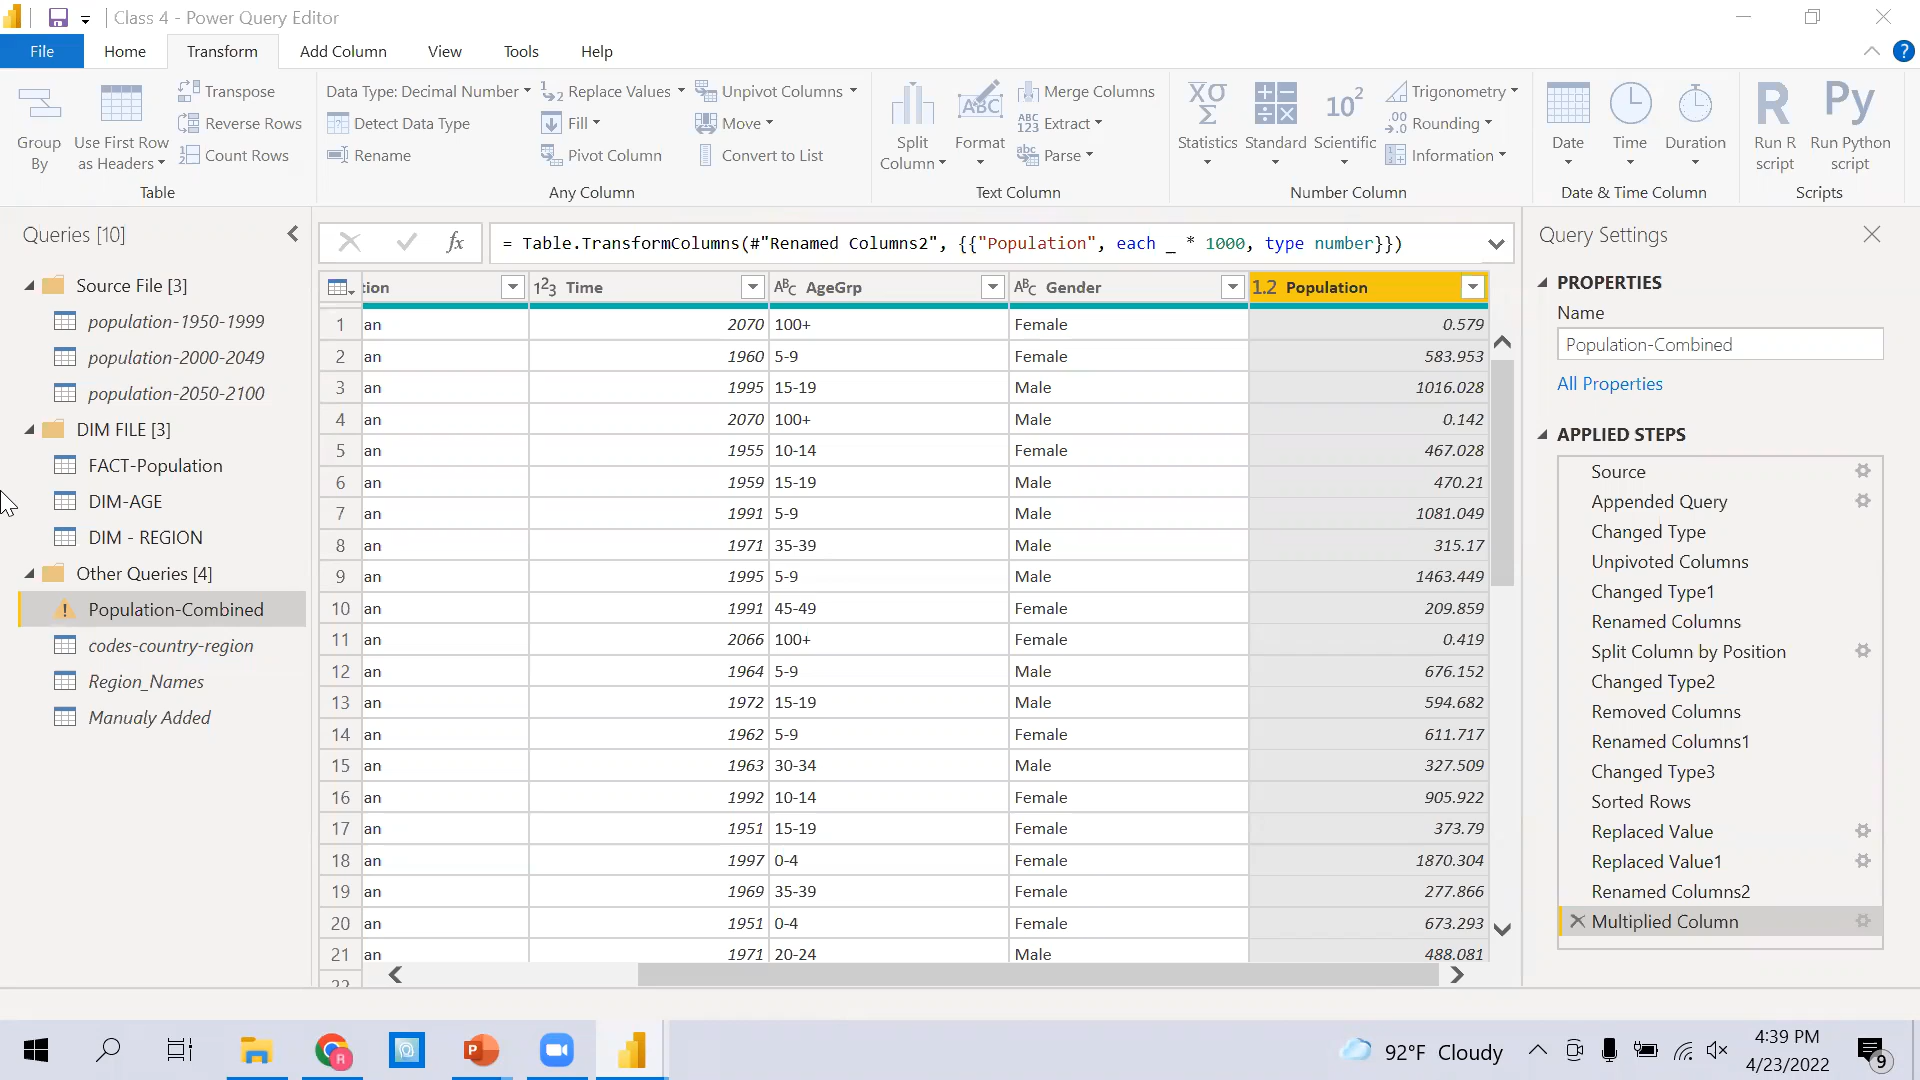 Class 4 - Power Query Editor
File Home Transform Add Column View Tools Help
Group By
Use First Row as Headers
Transpose
Reverse Rows
Count Rows
Table
Data Type: Decimal Number
Detect Data Type
Rename
Replace Values
Fill
Pivot Column
Unpivot Columns
Move
Convert to List
Any Column
Split Column
Format
Merge Columns
Extract
Parse
Text Column
Statistics
Standard
Scientific
Trigonometry
Rounding
Information
Number Column
Date
Time
Duration
Date & Time Column
Run R script
Run Python script
Scripts
Queries [10]
Source File [3]
population-1950-1999
population-2000-2049
population-2050-2100
DIM FILE [3]
FACT-Population
DIM-AGE
DIM - REGION
Other Queries [4]
Population-Combined
codes-country-region
Region_Names
Manualy Added
fx = Table.TransformColumns(#"Renamed Columns2", {{"Population", each _ * 1000, type number}})
tion 123 Time ABC AgeGrp ABC Gender 1.2 Population
1 an 2070 100+ Female 0.579
2 an 1960 5-9 Female 583.953
3 an 1995 15-19 Male 1016.028
4 an 2070 100+ Male 0.142
5 an 1955 10-14 Female 467.028
6 an 1959 15-19 Male 470.21
7 an 1991 5-9 Male 1081.049
8 an 1971 35-39 Male 315.17
9 an 1995 5-9 Male 1463.449
10 an 1991 45-49 Female 209.859
11 an 2066 100+ Female 0.419
12 an 1964 5-9 Male 676.152
13 an 1972 15-19 Male 594.682
14 an 1962 5-9 Female 611.717
15 an 1963 30-34 Male 327.509
16 an 1992 10-14 Female 905.922
17 an 1951 15-19 Female 373.79
18 an 1997 0-4 Female 1870.304
19 an 1969 35-39 Female 277.866
20 an 1951 0-4 Female 673.293
21 an 1971 20-24 Male 488.081
22
Query Settings
PROPERTIES
Name
Population-Combined
All Properties
APPLIED STEPS
Source
Appended Query
Changed Type
Unpivoted Columns
Changed Type1
Renamed Columns
Split Column by Position
Changed Type2
Removed Columns
Renamed Columns1
Changed Type3
Sorted Rows
Replaced Value
Replaced Value1
Renamed Columns2
Multiplied Column
92°F Cloudy
4:39 PM
4/23/2022
9